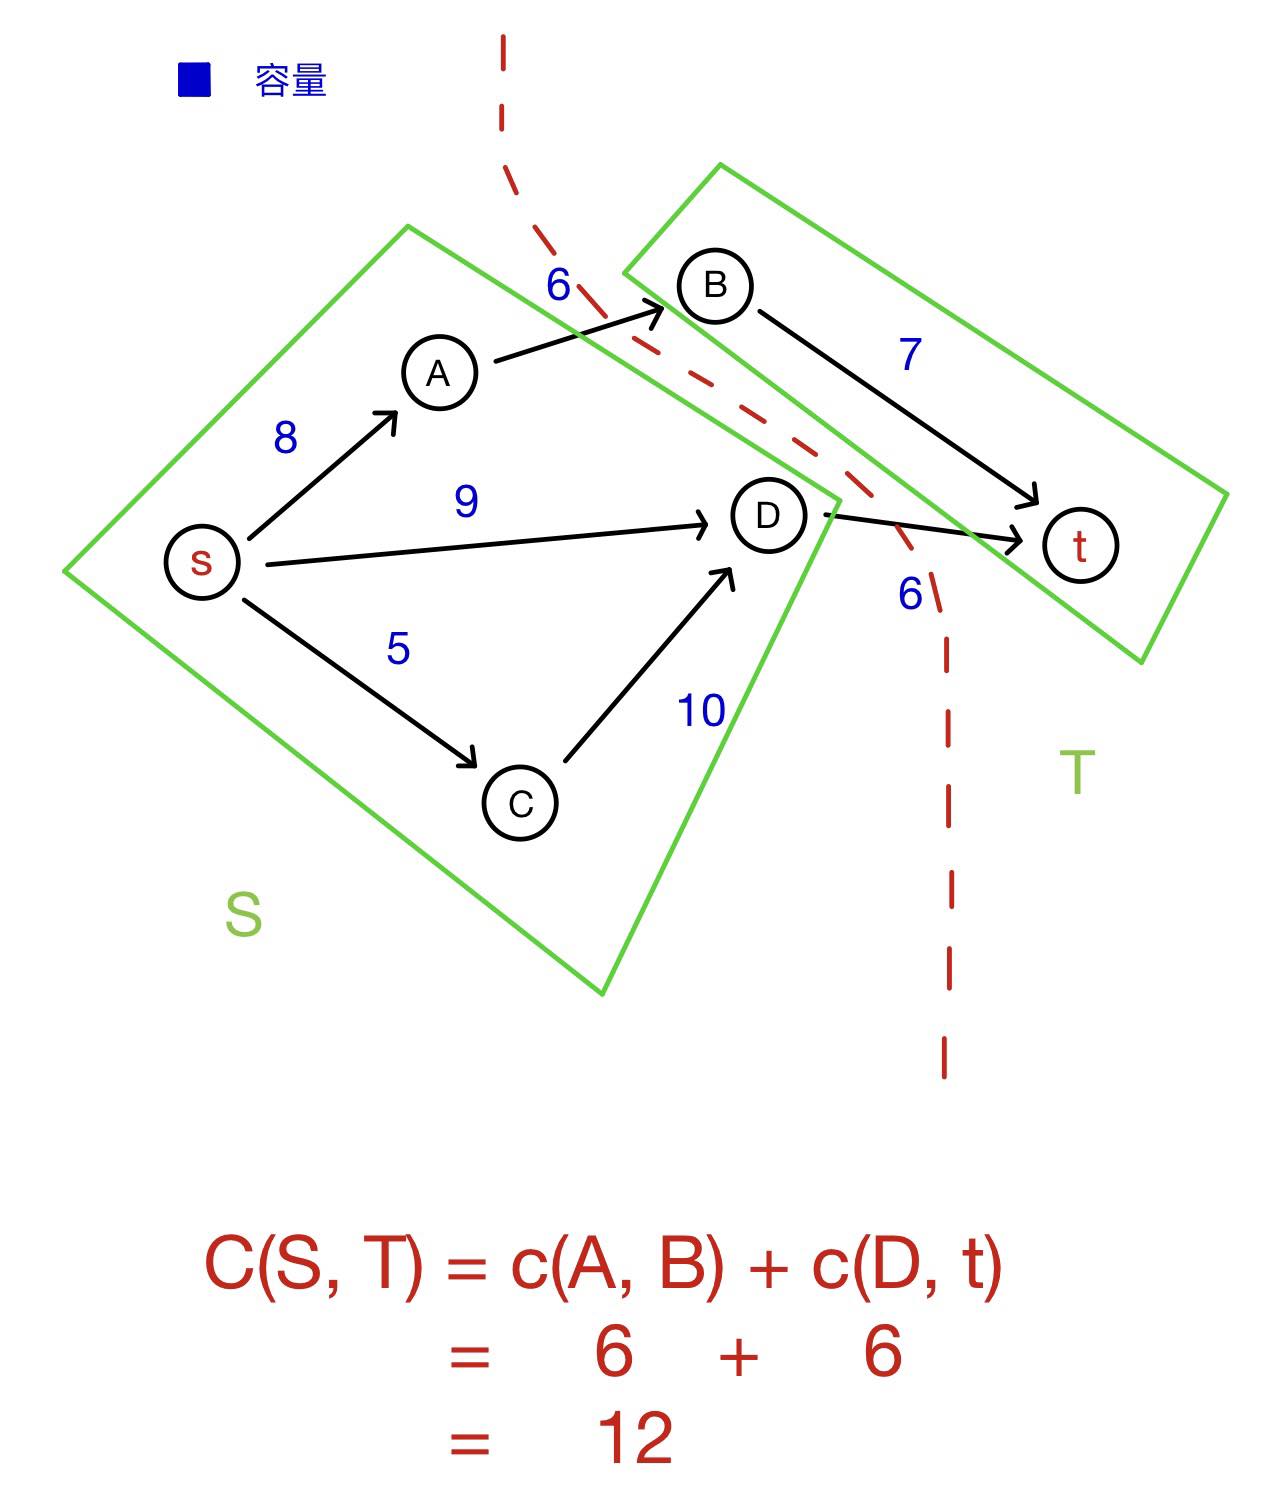 容量
6
B
7
A
8
9
D
s
t
6
5
10
T
C
S
C(S, T) = c(A, B) + c(D, t)
= 6 + 6
= 12